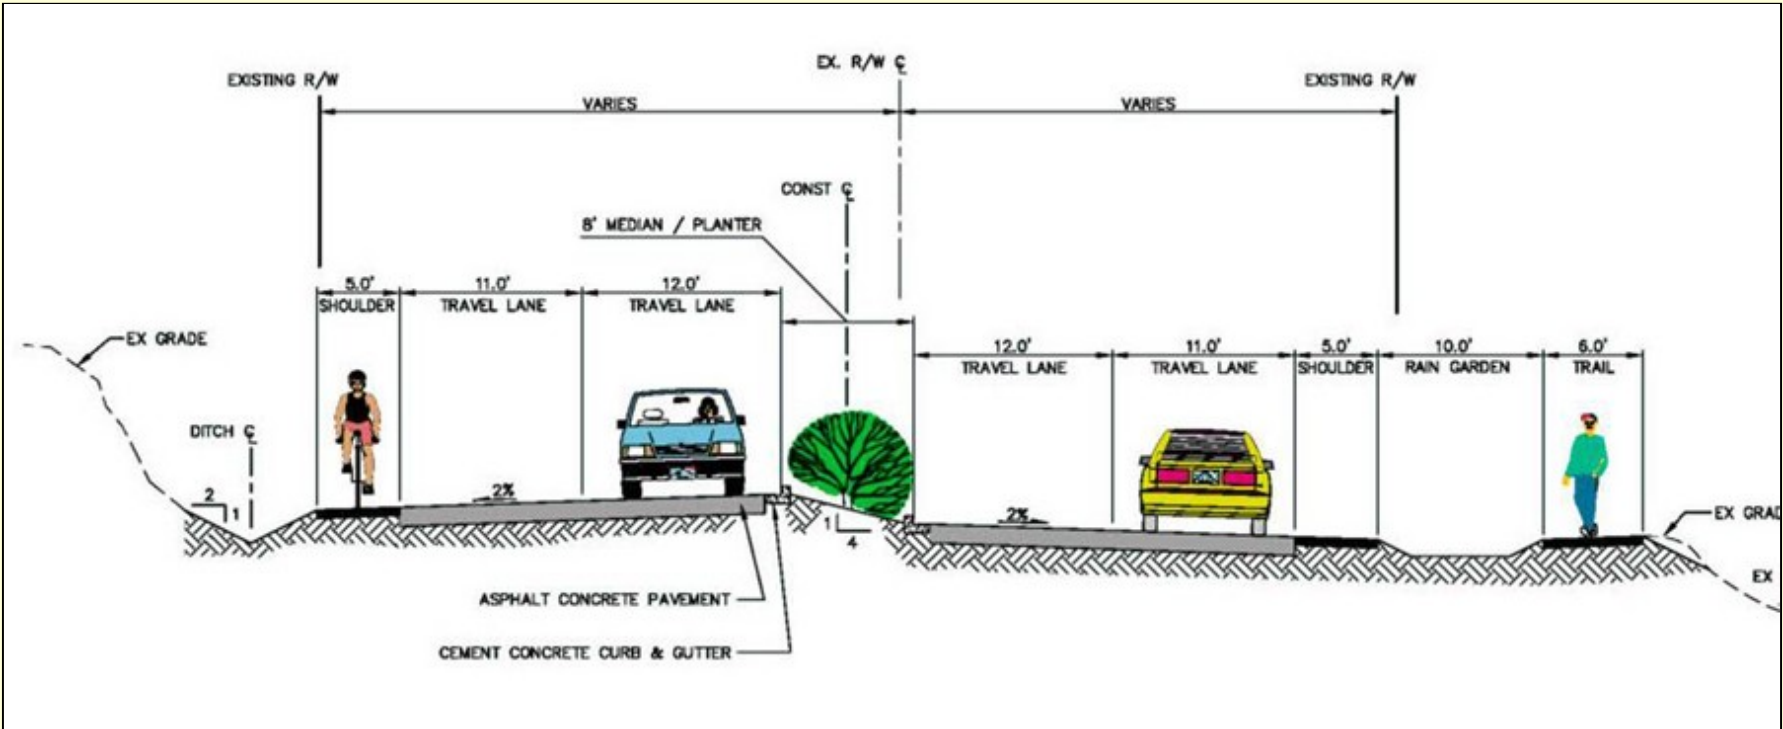 EX. R/W ℄
EXISTING R/W
EXISTING R/W
VARIES
VARIES
CONST ℄
8' MEDIAN / PLANTER
5.0'
11.0'
12.0'
SHOULDER
TRAVEL LANE
TRAVEL LANE
EX GRADE
12.0'
11.0'
5.0'
10.0'
6.0'
TRAVEL LANE
TRAVEL LANE
SHOULDER
RAIN GARDEN
TRAIL
DITCH ℄
2
1
2%
2%
1
4
EX GRAD
EX
ASPHALT CONCRETE PAVEMENT
CEMENT CONCRETE CURB & GUTTER